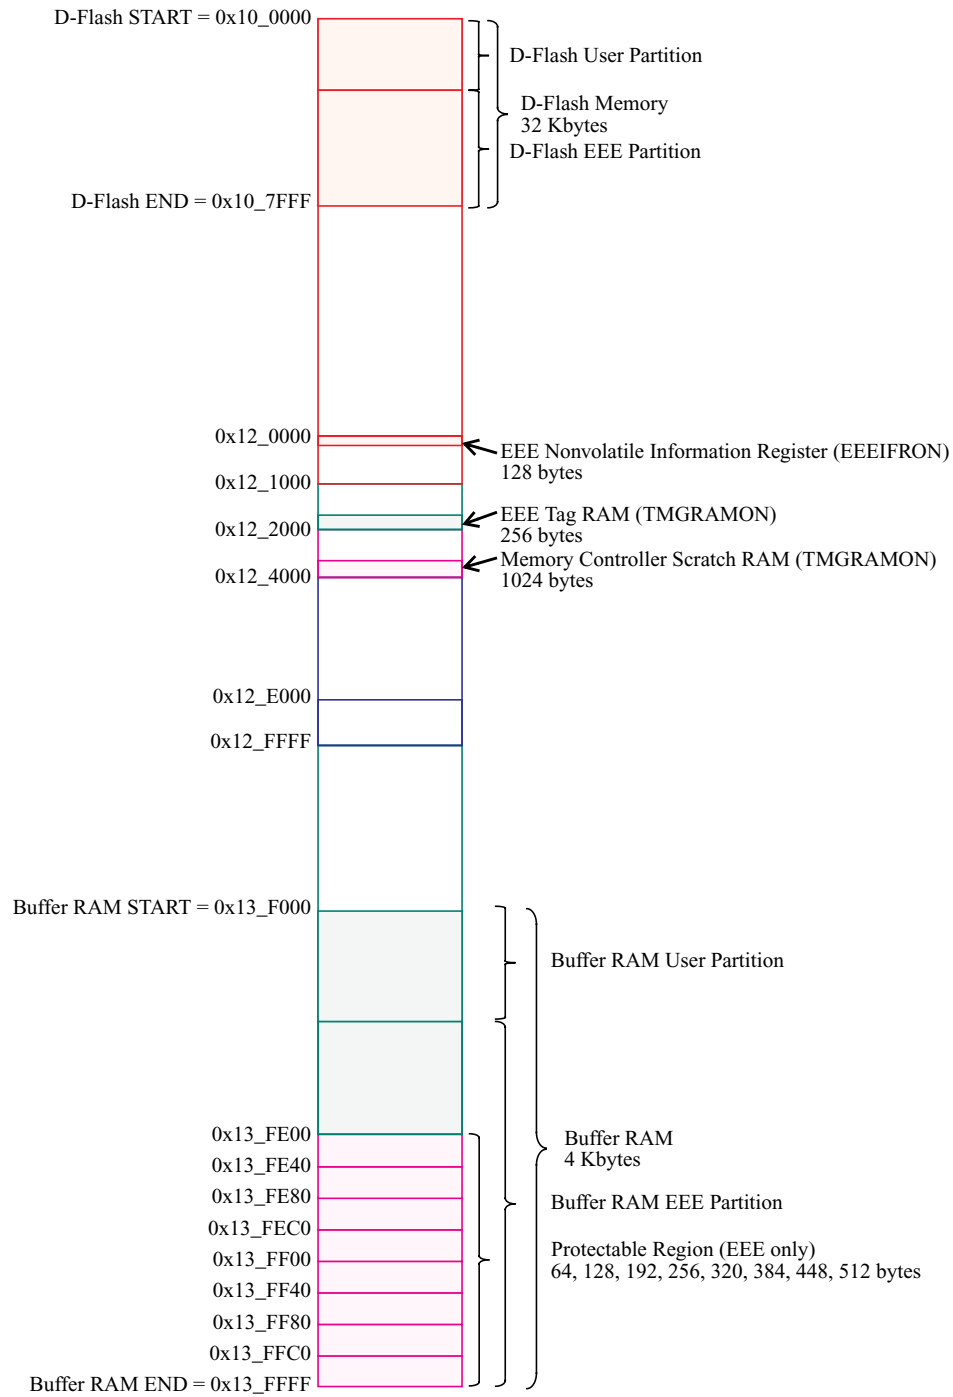 D-Flash START = 0x10_0000
D-Flash User Partition
D-Flash Memory
32 Kbytes
D-Flash EEE Partition
D-Flash END = 0x10_7FFF
0x12_0000
EEE Nonvolatile Information Register (EEEIFRON)
128 bytes
0x12_1000
EEE Tag RAM (TMGRAMON)
256 bytes
0x12_2000
Memory Controller Scratch RAM (TMGRAMON)
1024 bytes
0x12_4000
0x12_E000
0x12_FFFF
Buffer RAM START = 0x13_F000
Buffer RAM User Partition
0x13_FE00
Buffer RAM
4 Kbytes
0x13_FE40
0x13_FE80
Buffer RAM EEE Partition
0x13_FEC0
Protectable Region (EEE only)
64, 128, 192, 256, 320, 384, 448, 512 bytes
0x13_FF00
0x13_FF40
0x13_FF80
0x13_FFC0
Buffer RAM END = 0x13_FFFF